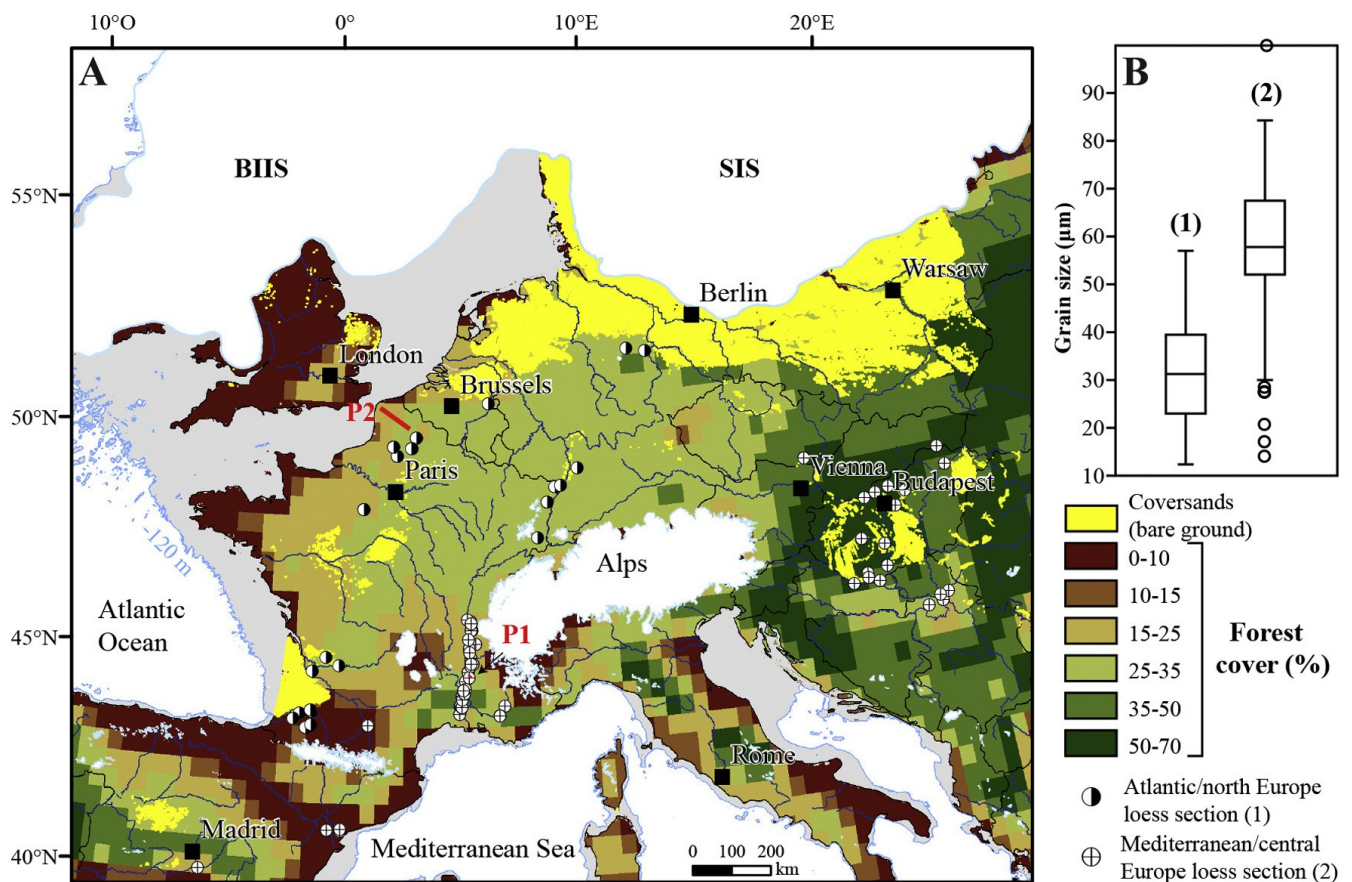 10°O 0° 10°E 20°E
A
B
BIIS
SIS
55°N
50°N
45°N
40°N
London
Berlin
Warsaw
Brussels
P2
Paris
Vienna
Budapest
-120 m
Alps
Atlantic
Ocean
P1
Rome
Madrid
Mediterranean Sea
0 100 200
km
Grain size (µm)
90
80
70
60
50
40
30
20
10
(1)
(2)
Coversands
(bare ground)
0-10
10-15
15-25
25-35
35-50
50-70
Forest
cover (%)
Atlantic/north Europe
loess section (1)
Mediterranean/central
Europe loess section (2)